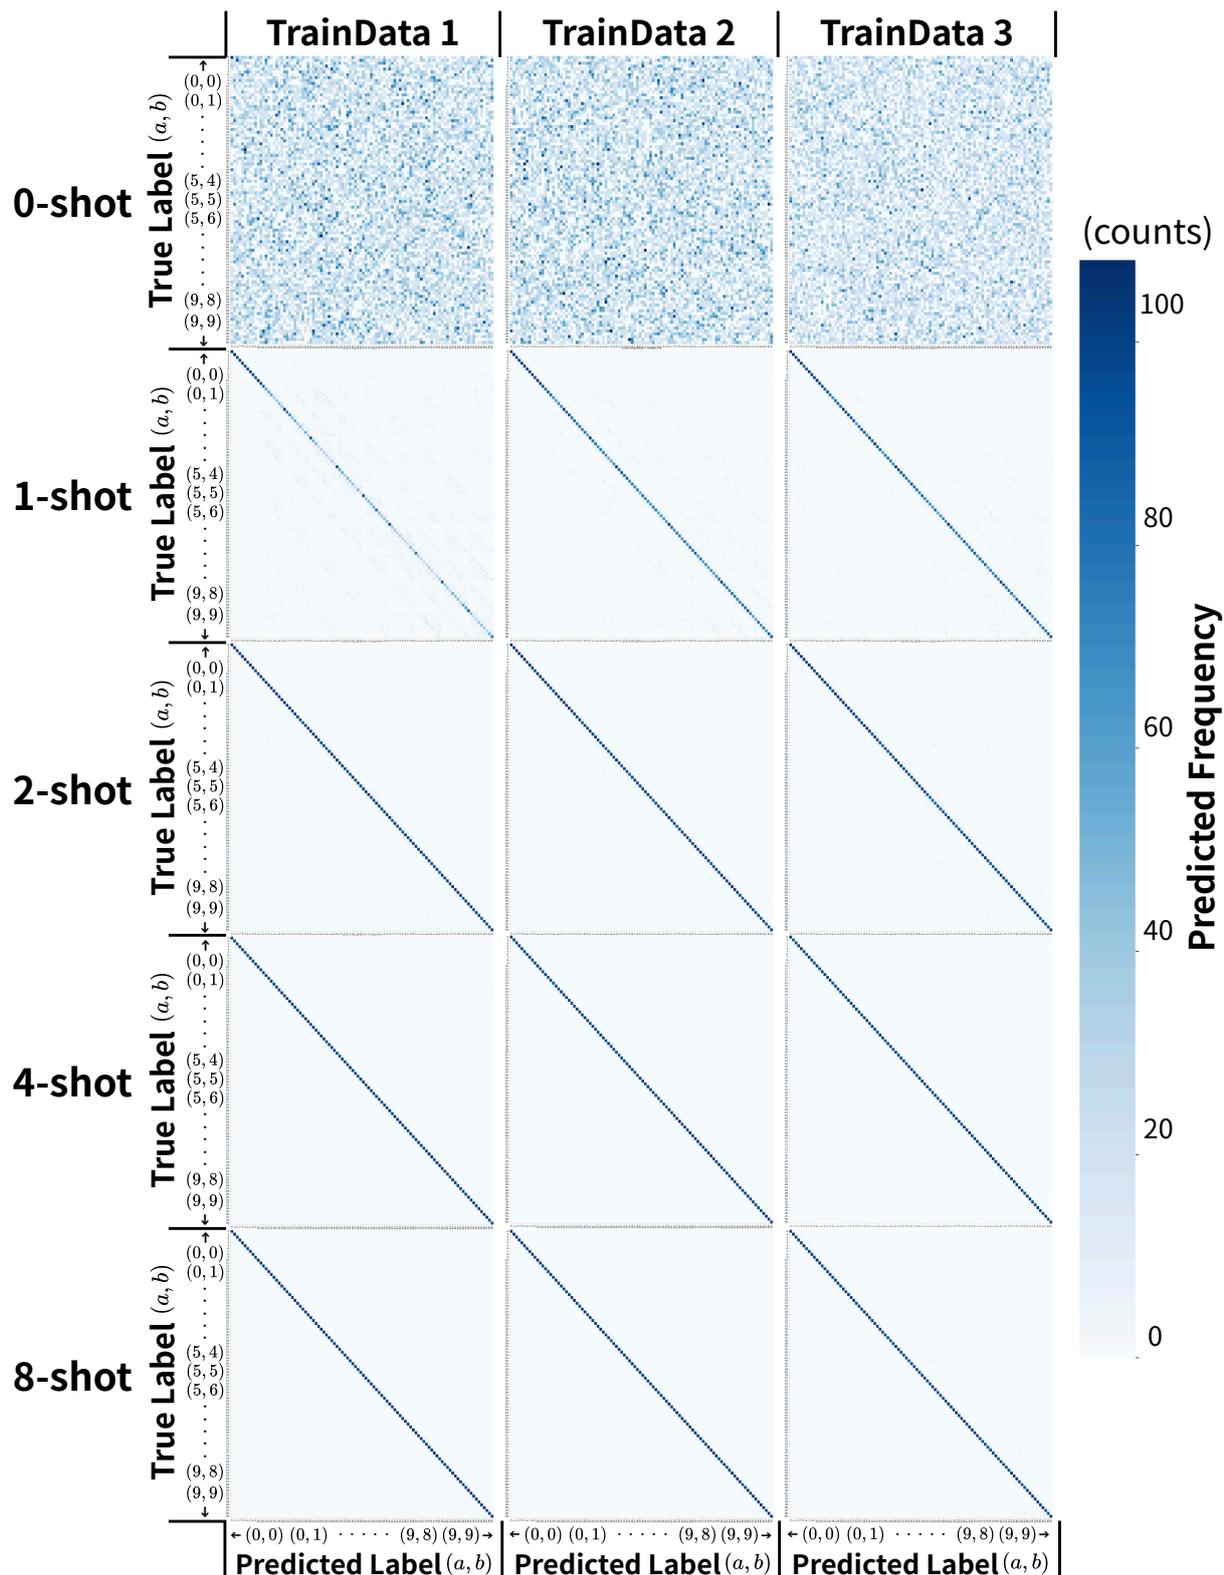 TrainData 1 TrainData 2 TrainData 3
0-shot
True Label (a, b)
(0, 0)
(0, 1)
(5, 4)
(5, 5)
(5, 6)
(9, 8)
(9, 9)
1-shot
True Label (a, b)
(0, 0)
(0, 1)
(5, 4)
(5, 5)
(5, 6)
(9, 8)
(9, 9)
2-shot
True Label (a, b)
(0, 0)
(0, 1)
(5, 4)
(5, 5)
(5, 6)
(9, 8)
(9, 9)
4-shot
True Label (a, b)
(0, 0)
(0, 1)
(5, 4)
(5, 5)
(5, 6)
(9, 8)
(9, 9)
8-shot
True Label (a, b)
(0, 0)
(0, 1)
(5, 4)
(5, 5)
(5, 6)
(9, 8)
(9, 9)
←(0, 0) (0, 1) · · · · · (9, 8) (9, 9)→ ←(0, 0) (0, 1) · · · · · (9, 8) (9, 9)→ ←(0, 0) (0, 1) · · · · · (9, 8) (9, 9)→
Predicted Label (a, b) Predicted Label (a, b) Predicted Label (a, b)
(counts)
100
80
60
40
20
0
Predicted Frequency